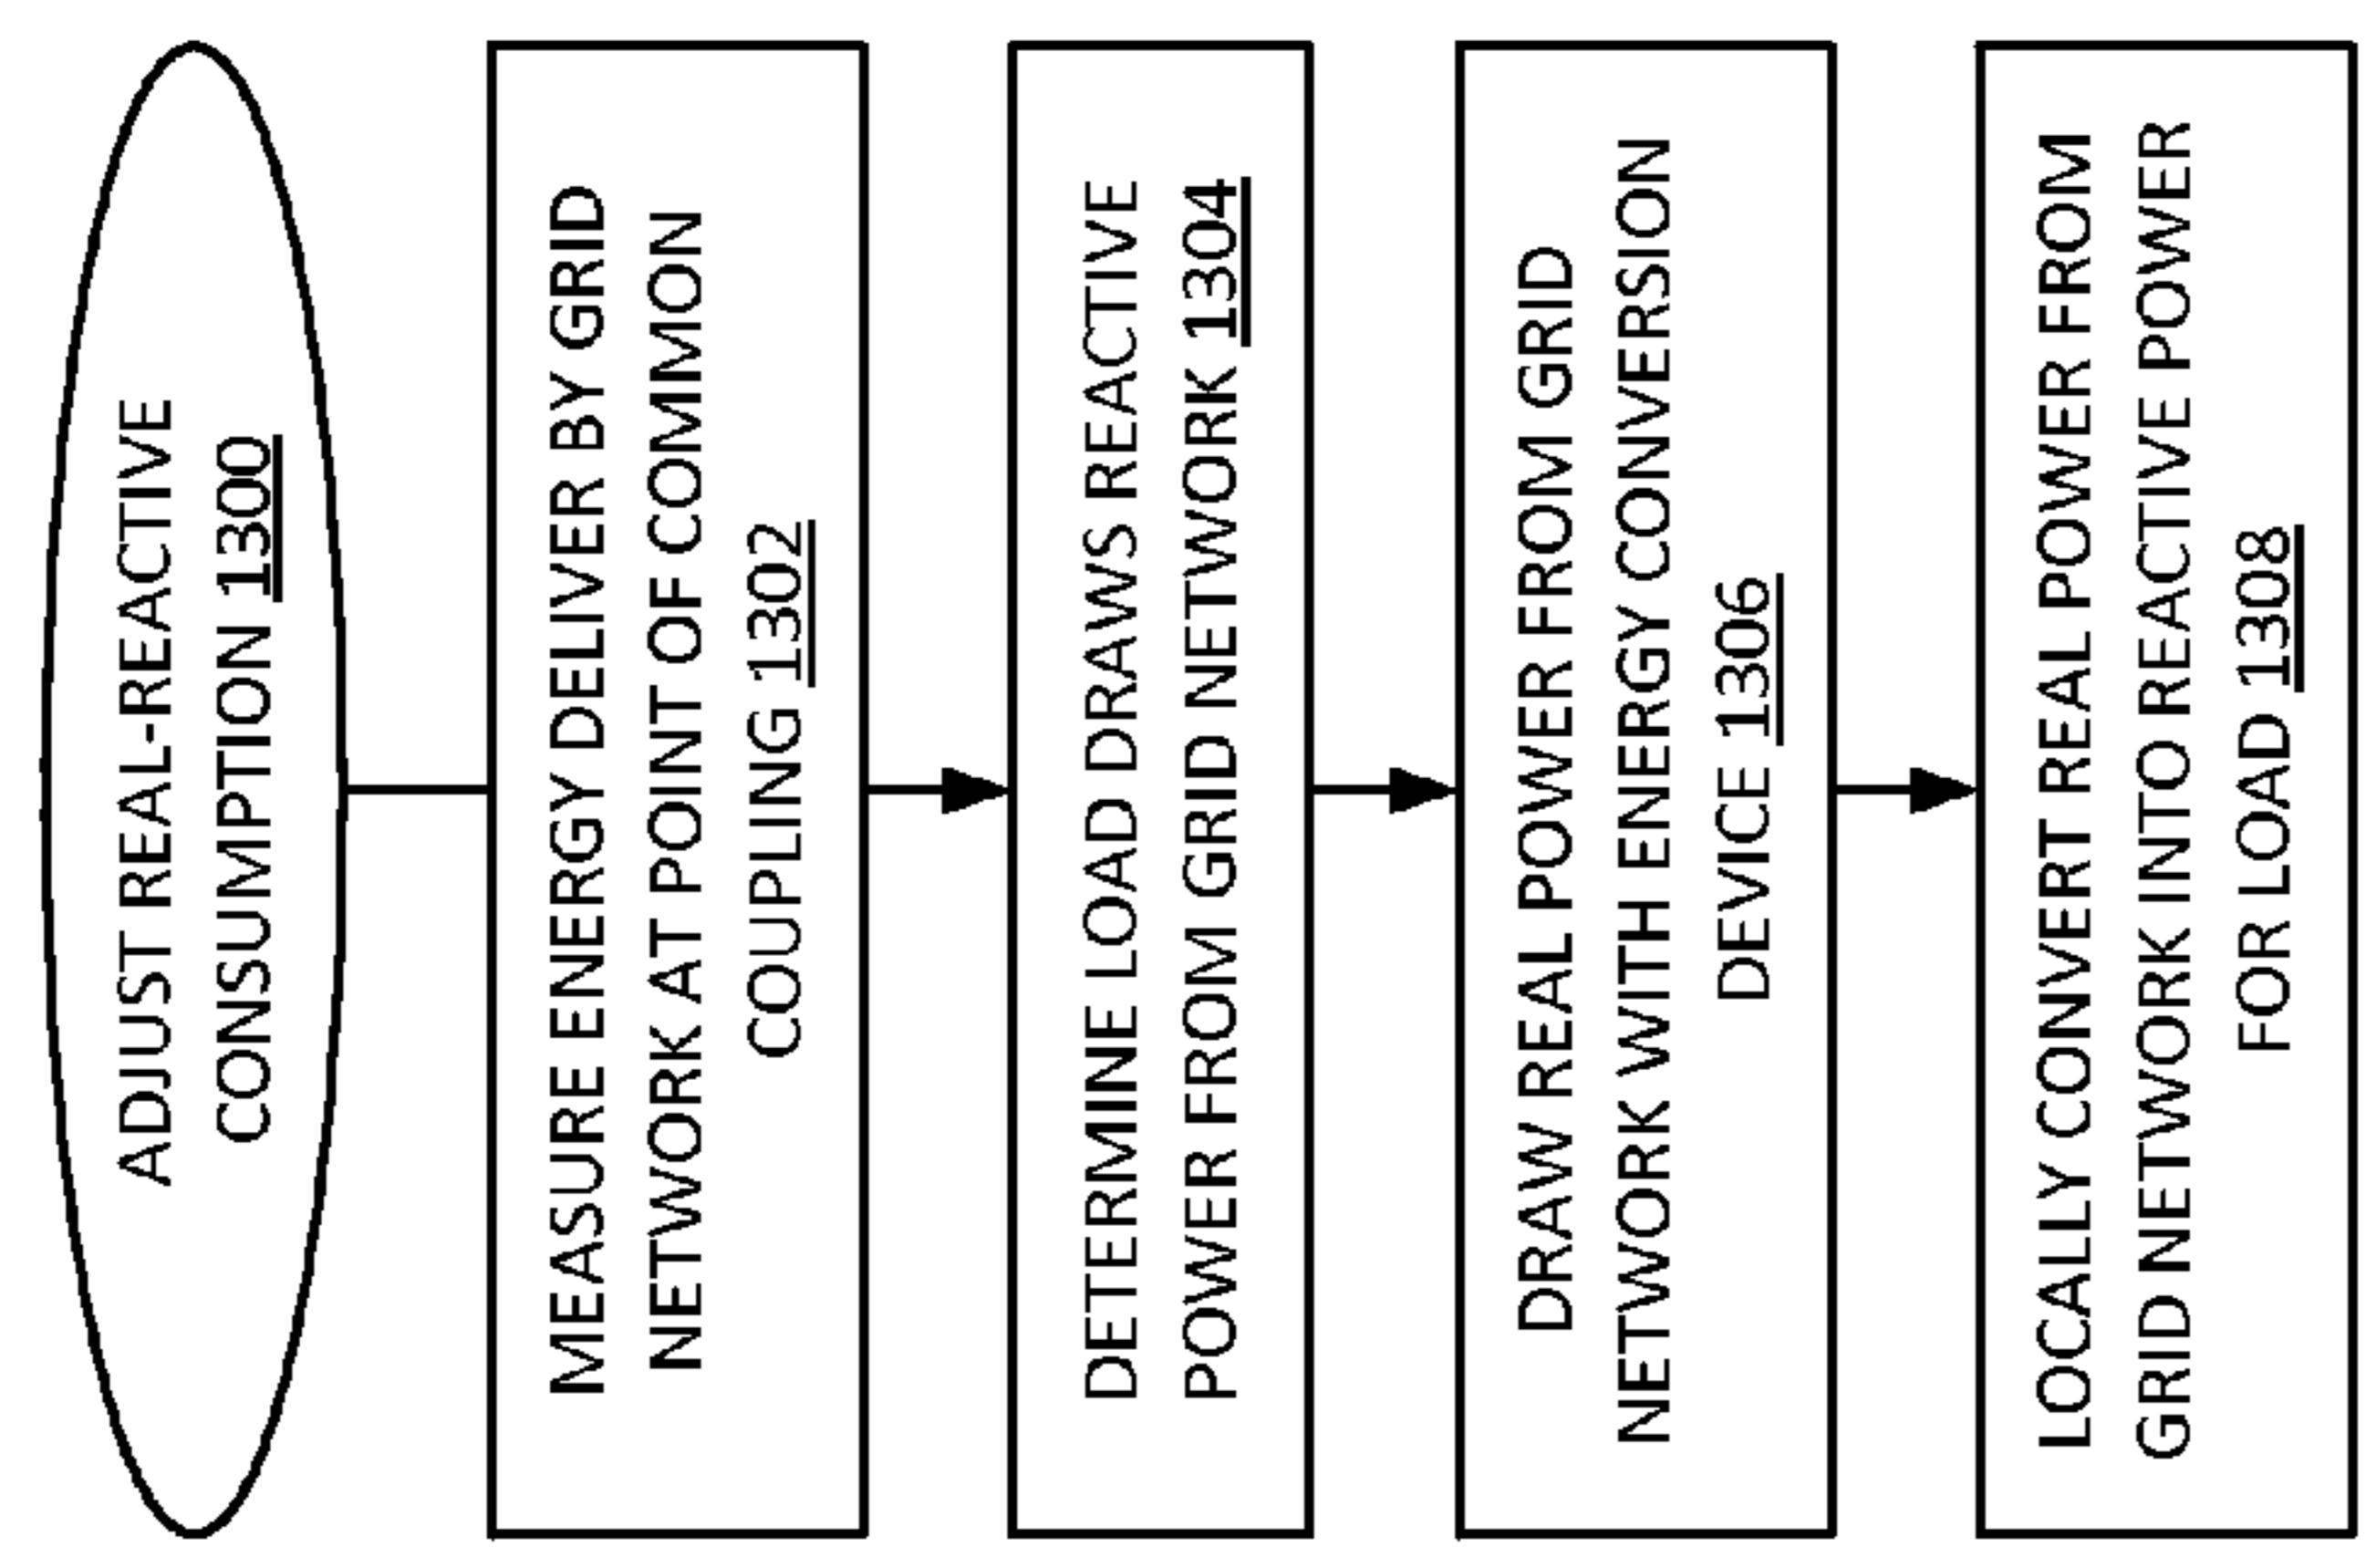 ADJUST REAL-REACTIVE
CONSUMPTION 1300
MEASURE ENERGY DELIVER BY GRID
NETWORK AT POINT OF COMMON
COUPLING 1302
DETERMINE LOAD DRAWS REACTIVE
POWER FROM GRID NETWORK 1304
DRAW REAL POWER FROM GRID
NETWORK WITH ENERGY CONVERSION
DEVICE 1306
LOCALLY CONVERT REAL POWER FROM
GRID NETWORK INTO REACTIVE POWER
FOR LOAD 1308